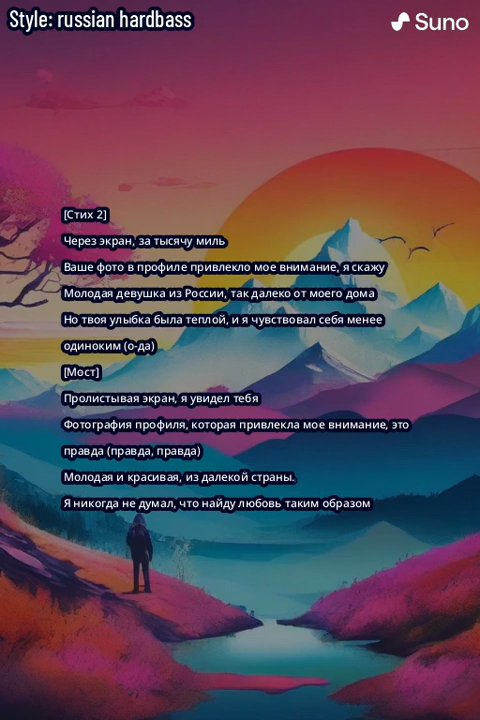 Style: russian hardbass
Suno
[Стих 2]
Через экран, за тысячу миль
Ваше фото в профиле привлекло мое внимание, я скажу
Молодая девушка из России, так далеко от моего дома
Но твоя улыбка была теплой, и я чувствовал себя менее
одиноким (о-да)
[Мост]
Пролистывая экран, я увидел тебя
Фотография профиля, которая привлекла мое внимание, это
правда (правда, правда)
Молодая и красивая, из далекой страны.
Я никогда не думал, что найду любовь таким образом